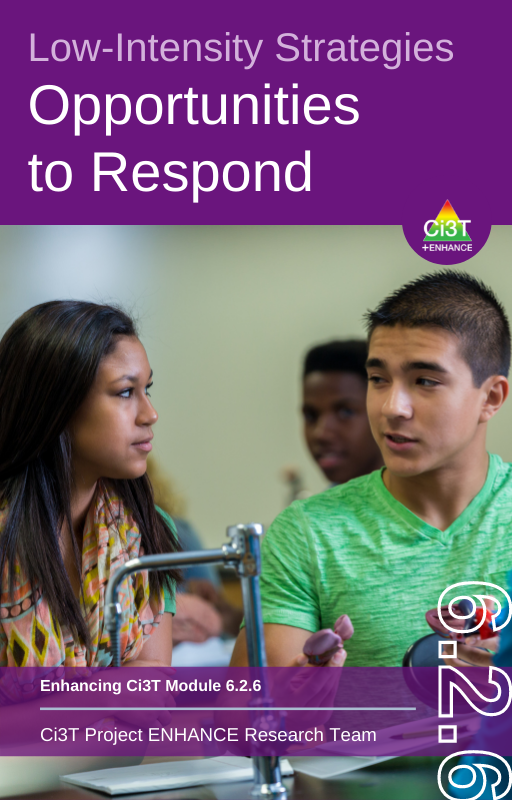 Low-Intensity Strategies
Opportunities
to Respond
Ci3T
+ENHANCE
Enhancing Ci3T Module 6.2.6
Ci3T Project ENHANCE Research Team
6.2.6